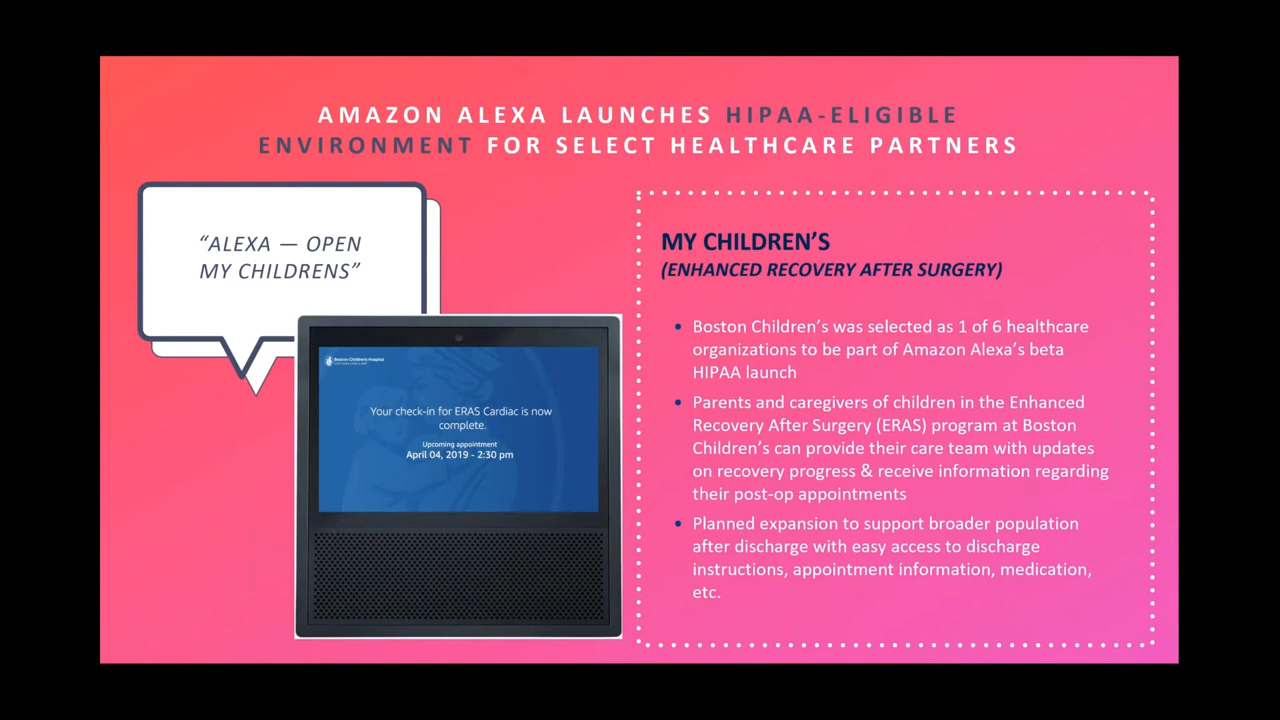 AMAZON ALEXA LAUNCHES HIPAA-ELIGIBLE
ENVIRONMENT FOR SELECT HEALTHCARE PARTNERS
“ALEXA — OPEN
MY CHILDRENS”
Boston Children's Hospital
Your check-in for ERAS Cardiac is now
complete.
Upcoming appointment
April 04, 2019 - 2:30 pm
MY CHILDREN’S
(ENHANCED RECOVERY AFTER SURGERY)
• Boston Children’s was selected as 1 of 6 healthcare
organizations to be part of Amazon Alexa’s beta
HIPAA launch
• Parents and caregivers of children in the Enhanced
Recovery After Surgery (ERAS) program at Boston
Children’s can provide their care team with updates
on recovery progress & receive information regarding
their post-op appointments
• Planned expansion to support broader population
after discharge with easy access to discharge
instructions, appointment information, medication,
etc.